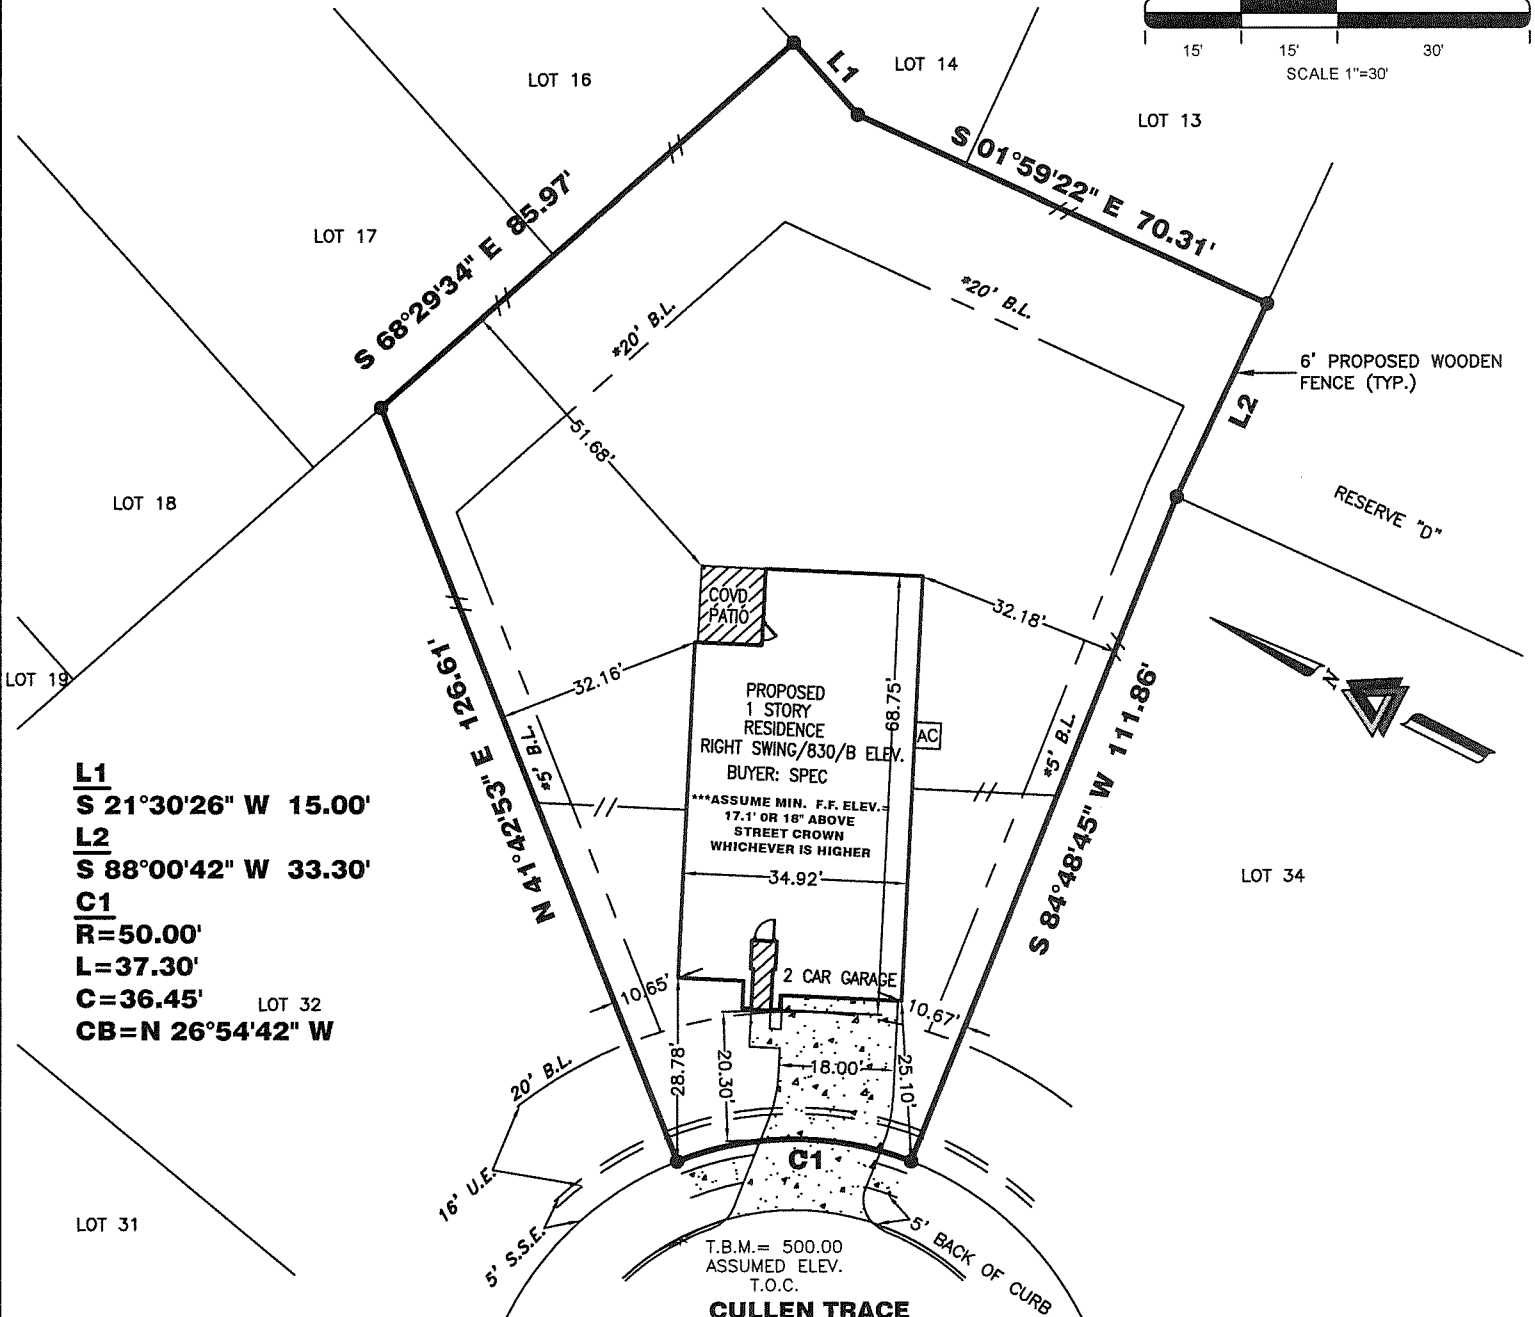 15'
15'
30'
SCALE 1"=30'
LOT 16
L1
LOT 14
LOT 13
S 01°59'22" E 70.31'
LOT 17
S 68°29'34" E 85.97'
*20' B.L.
*20' B.L.
6' PROPOSED WOODEN
FENCE (TYP.)
L2
51.68'
LOT 18
RESERVE "D"
COVD.
PATIO
32.18'
N
LOT 19
32.16'
N 41°42'53" E 126.61'
*5' B.L.
PROPOSED
1 STORY
RESIDENCE
RIGHT SWING/830/B ELEV.
BUYER: SPEC
***ASSUME MIN. F.F. ELEV.=
17.1' OR 18" ABOVE
STREET CROWN
WHICHEVER IS HIGHER
68.75'
AC
*5' B.L.
S 84°48'45" W 111.86'
34.92'
LOT 34
L1
S 21°30'26" W 15.00'
L2
S 88°00'42" W 33.30'
C1
R=50.00'
L=37.30'
C=36.45'
CB=N 26°54'42" W
LOT 32
2 CAR GARAGE
10.65'
10.67'
28.78'
20.30'
18.00'
25.10'
20' B.L.
C1
16' U.E.
5' S.S.E.
LOT 31
5' BACK OF CURB
T.B.M.= 500.00
ASSUMED ELEV.
T.O.C.
CULLEN TRACE